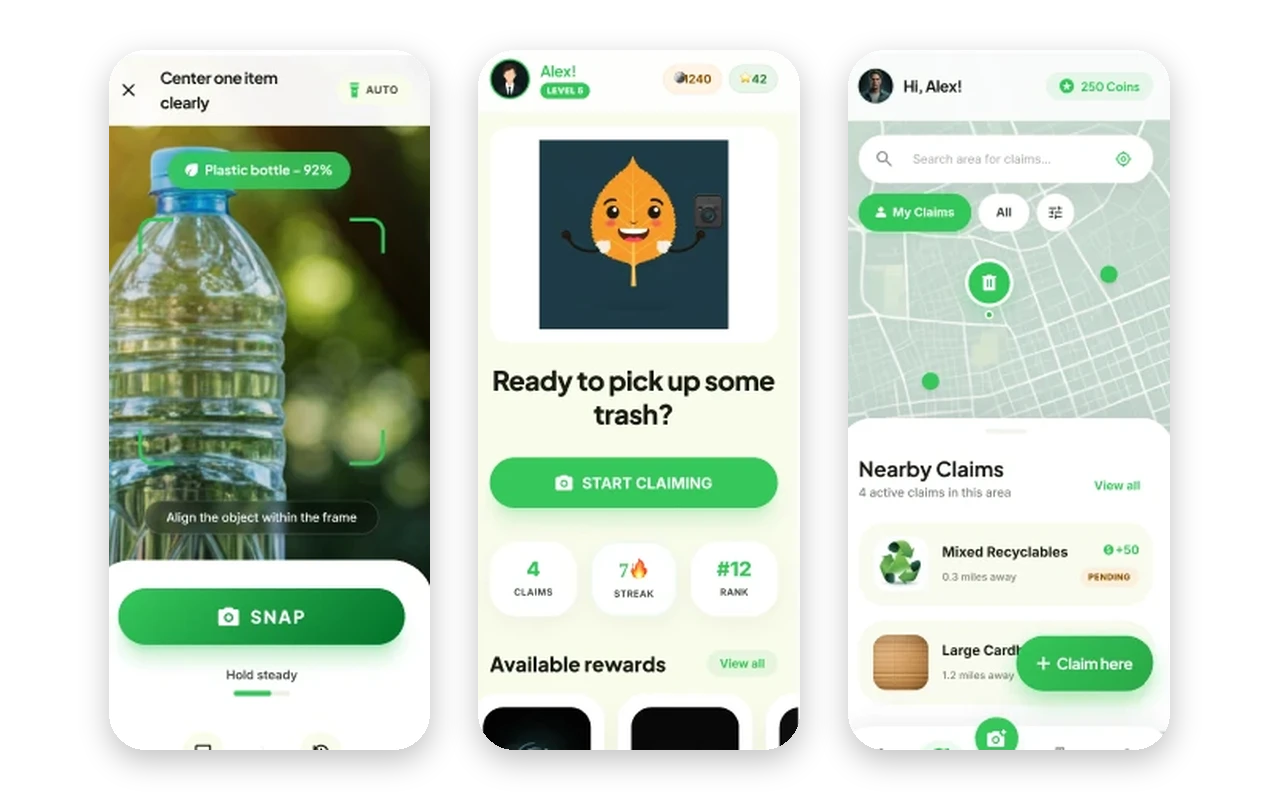 Center one item
clearly
AUTO
Plastic bottle – 92%
Align the object within the frame
SNAP
Hold steady
Alex!
LEVEL 5
1240
42
Ready to pick up some
trash?
START CLAIMING
4
CLAIMS
7🔥
STREAK
#12
RANK
Available rewards
View all
Hi, Alex!
250 Coins
Search area for claims...
My Claims
All
Nearby Claims
4 active claims in this area
View all
Mixed Recyclables
+50
0.3 miles away
PENDING
Large
1.2 miles away
+ Claim here